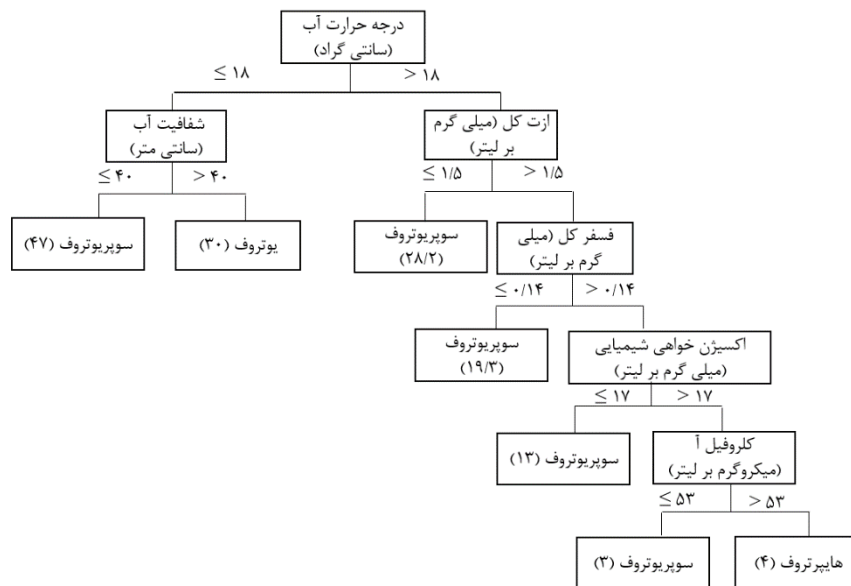 درجه حرارت آب
(سانتی گراد)
≤ ۱۸
> ۱۸
شفافیت آب
(سانتی متر)
ازت کل (میلی گرم
بر لیتر)
≤ ۴۰
> ۴۰
≤ ۱/۵
> ۱/۵
سوپریوتروف (۴۷)
یوتروف (۳۰)
سوپریوتروف
(۲۸/۲)
فسفر کل (میلی
گرم بر لیتر)
≤ ۰/۱۴
> ۰/۱۴
سوپریوتروف
(۱۹/۳)
اکسیژن خواهی شیمیایی
(میلی گرم بر لیتر)
≤ ۱۷
> ۱۷
سوپریوتروف (۱۳)
کلروفیل آ
(میکروگرم بر لیتر)
≤ ۵۳
> ۵۳
سوپریوتروف (۳)
هایپرتروف (۴)